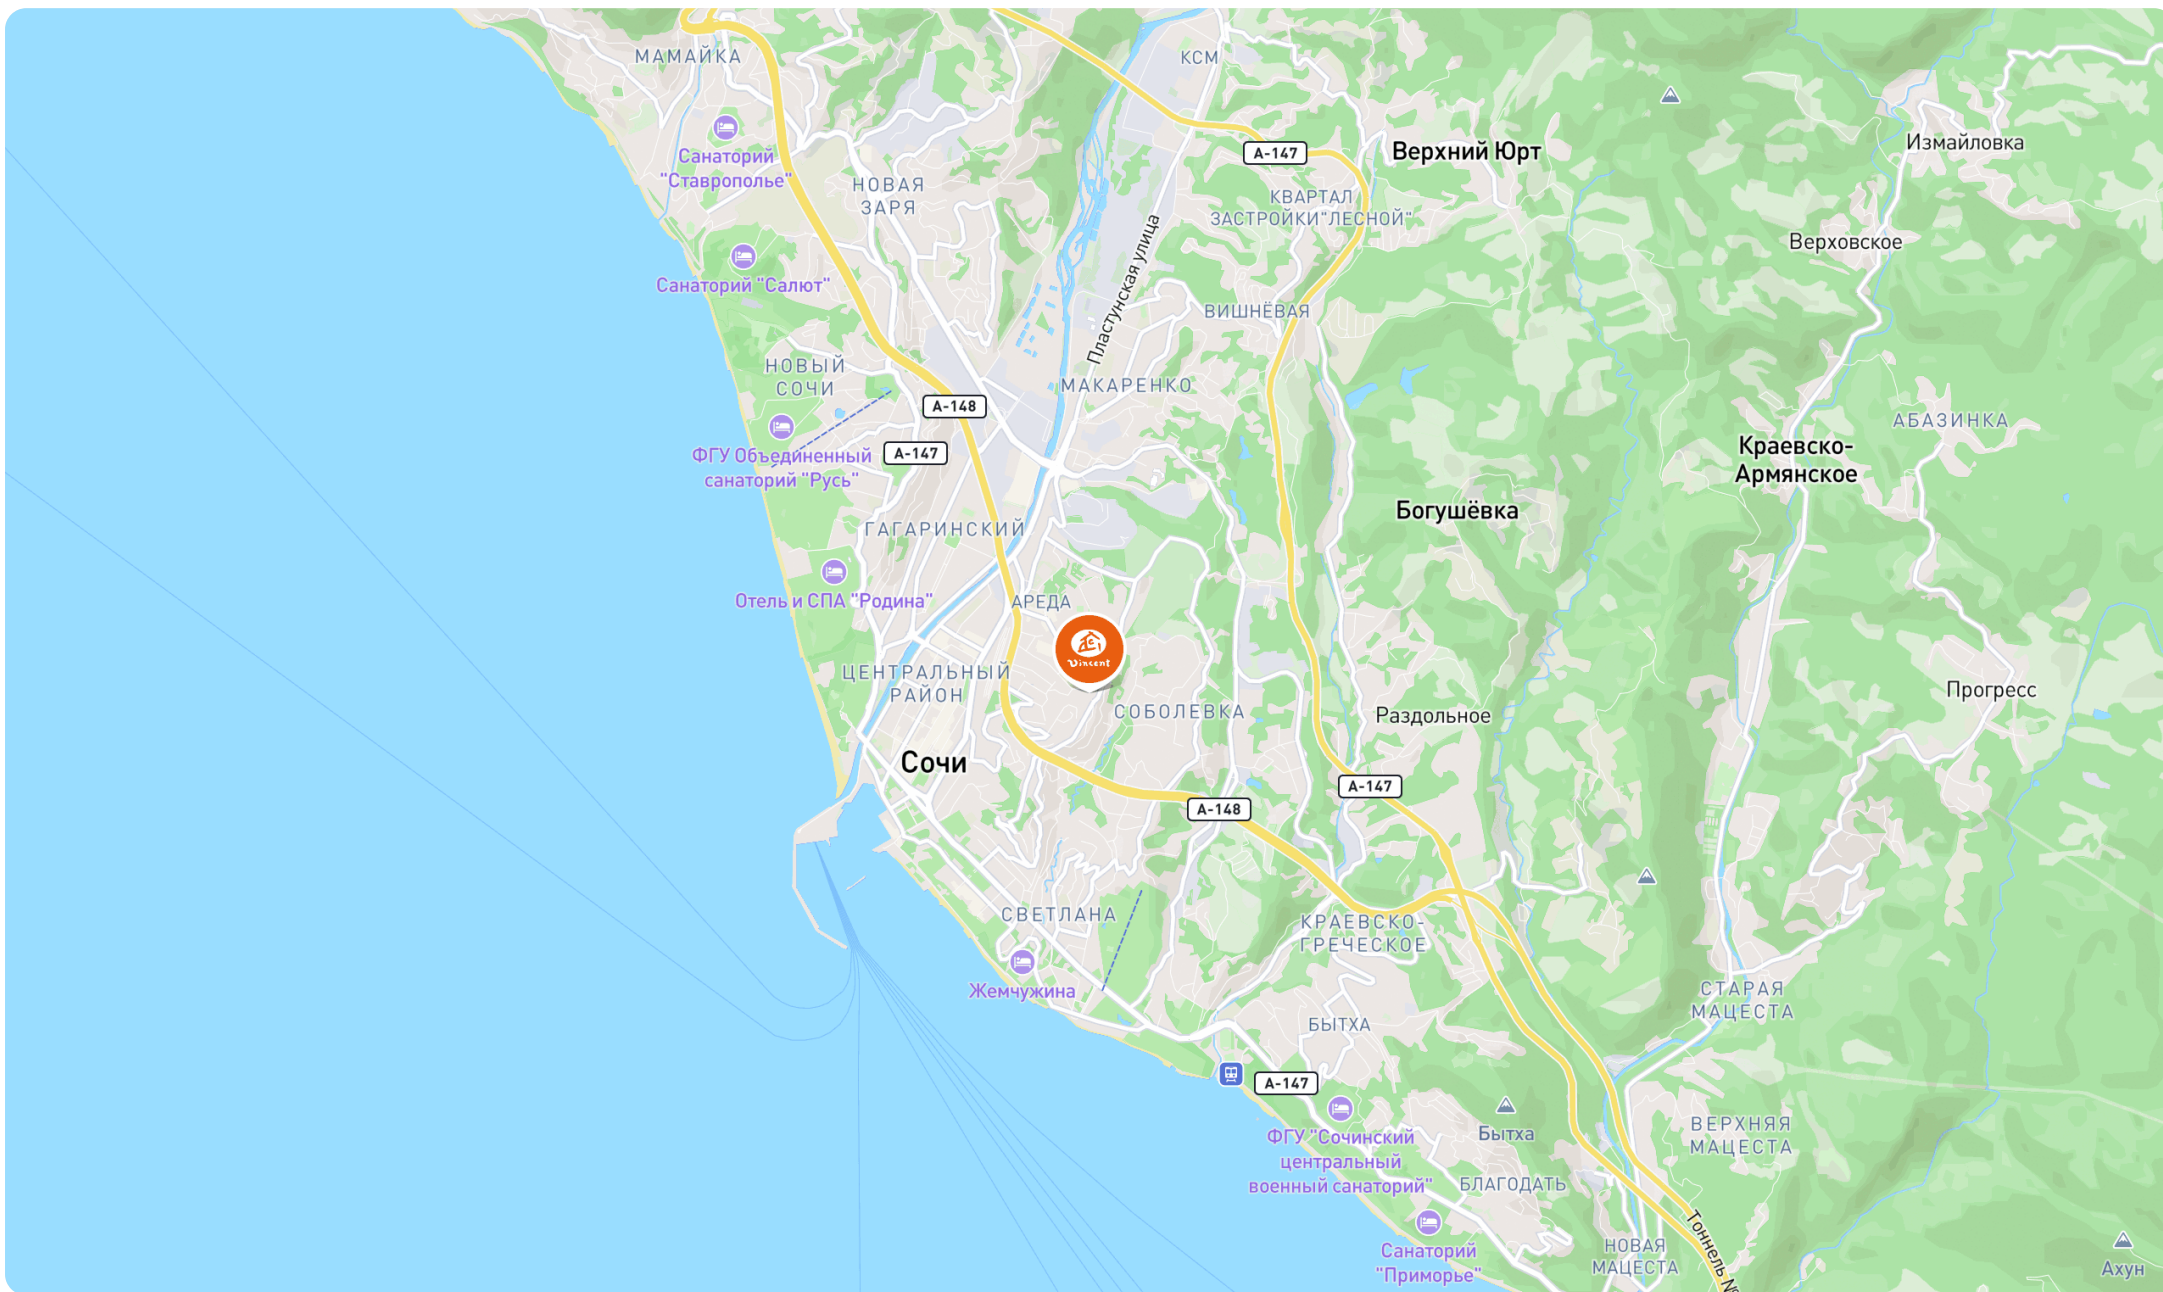 МАМАЙКА
КСМ
Санаторий
"Ставрополье"
НОВАЯ
ЗАРЯ
А-147
Верхний Юрт
Измайловка
КВАРТАЛ
ЗАСТРОЙКИ"ЛЕСНОЙ"
Верховское
Санаторий "Салют"
Пластунская улица
ВИШНЁВАЯ
НОВЫЙ
СОЧИ
МАКАРЕНКО
А-148
АБАЗИНКА
ФГУ Объединенный
санаторий "Русь"
А-147
Краевско-
Армянское
Богушёвка
ГАГАРИНСКИЙ
Отель и СПА "Родина"
АРЕДА
Vincent
ЦЕНТРАЛЬНЫЙ
РАЙОН
СОБОЛЕВКА
Раздольное
Прогресс
Сочи
А-147
А-148
СВЕТЛАНА
КРАЕВСКО-
ГРЕЧЕСКОЕ
Жемчужина
СТАРАЯ
МАЦЕСТА
БЫТХА
А-147
ФГУ "Сочинский
центральный
военный санаторий"
Бытха
ВЕРХНЯЯ
МАЦЕСТА
БЛАГОДАТЬ
Санаторий
"Приморье"
НОВАЯ
МАЦЕСТА
Тоннель №
Ахун